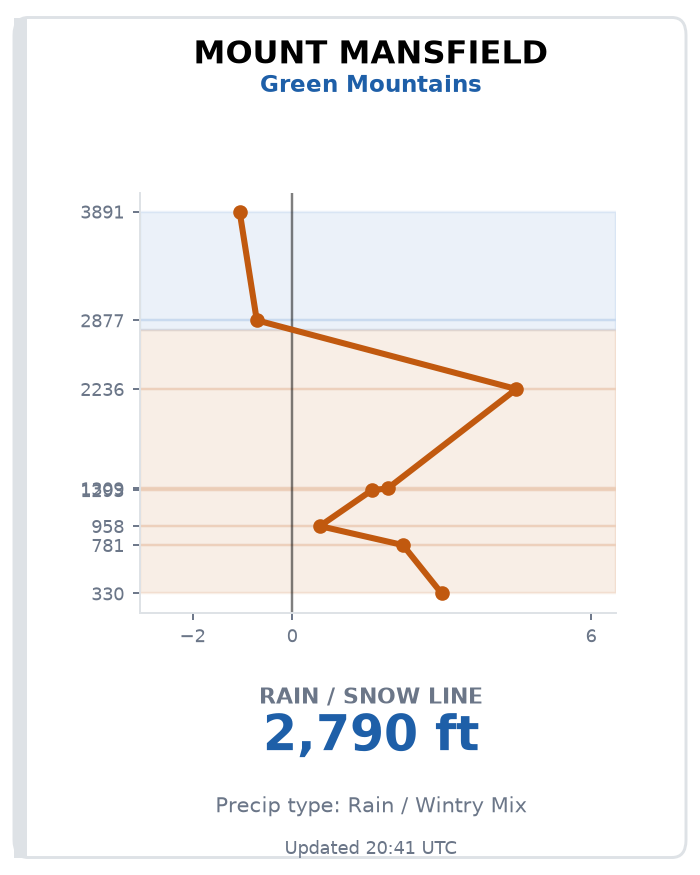 MOUNT MANSFIELD
Green Mountains
3891
2877
2236
958
781
330
−2 0 6
RAIN / SNOW LINE
2,790 ft
Precip type: Rain / Wintry Mix
Updated 20:41 UTC